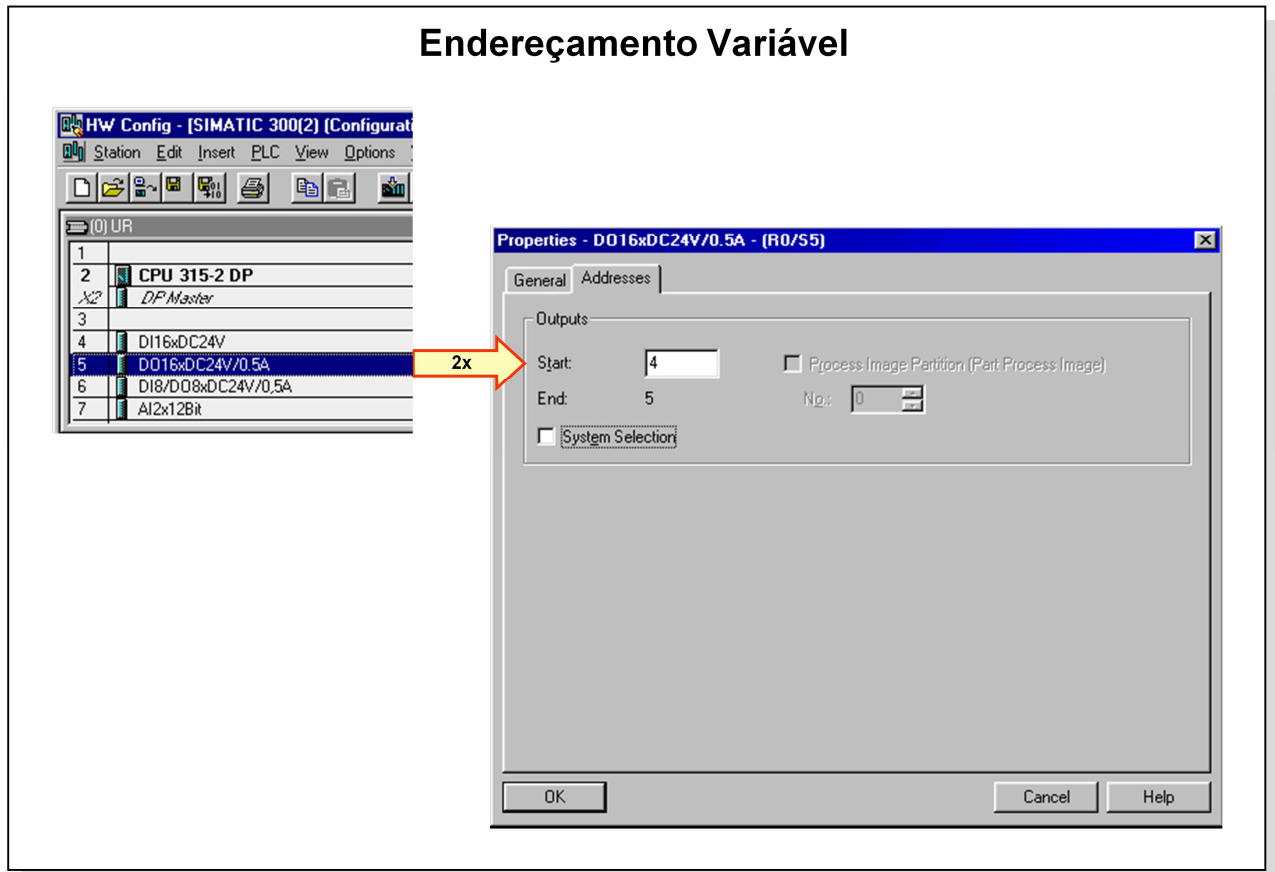 Endereçamento Variável
HW Config - [SIMATIC 300(2) (Configurati
Station Edit Insert PLC View Options
(0) UR
1
2 CPU 315-2 DP
X2 DP Master
3
4 DI16xDC24V
5 DO16xDC24V/0.5A
6 DI8/DO8xDC24V/0,5A
7 AI2x12Bit
2x
Properties - DO16xDC24V/0.5A - (R0/S5)
General Addresses
Outputs
Start: 4 Process Image Partition (Part Process Image)
End: 5 No.: 0
System Selection
OK Cancel Help